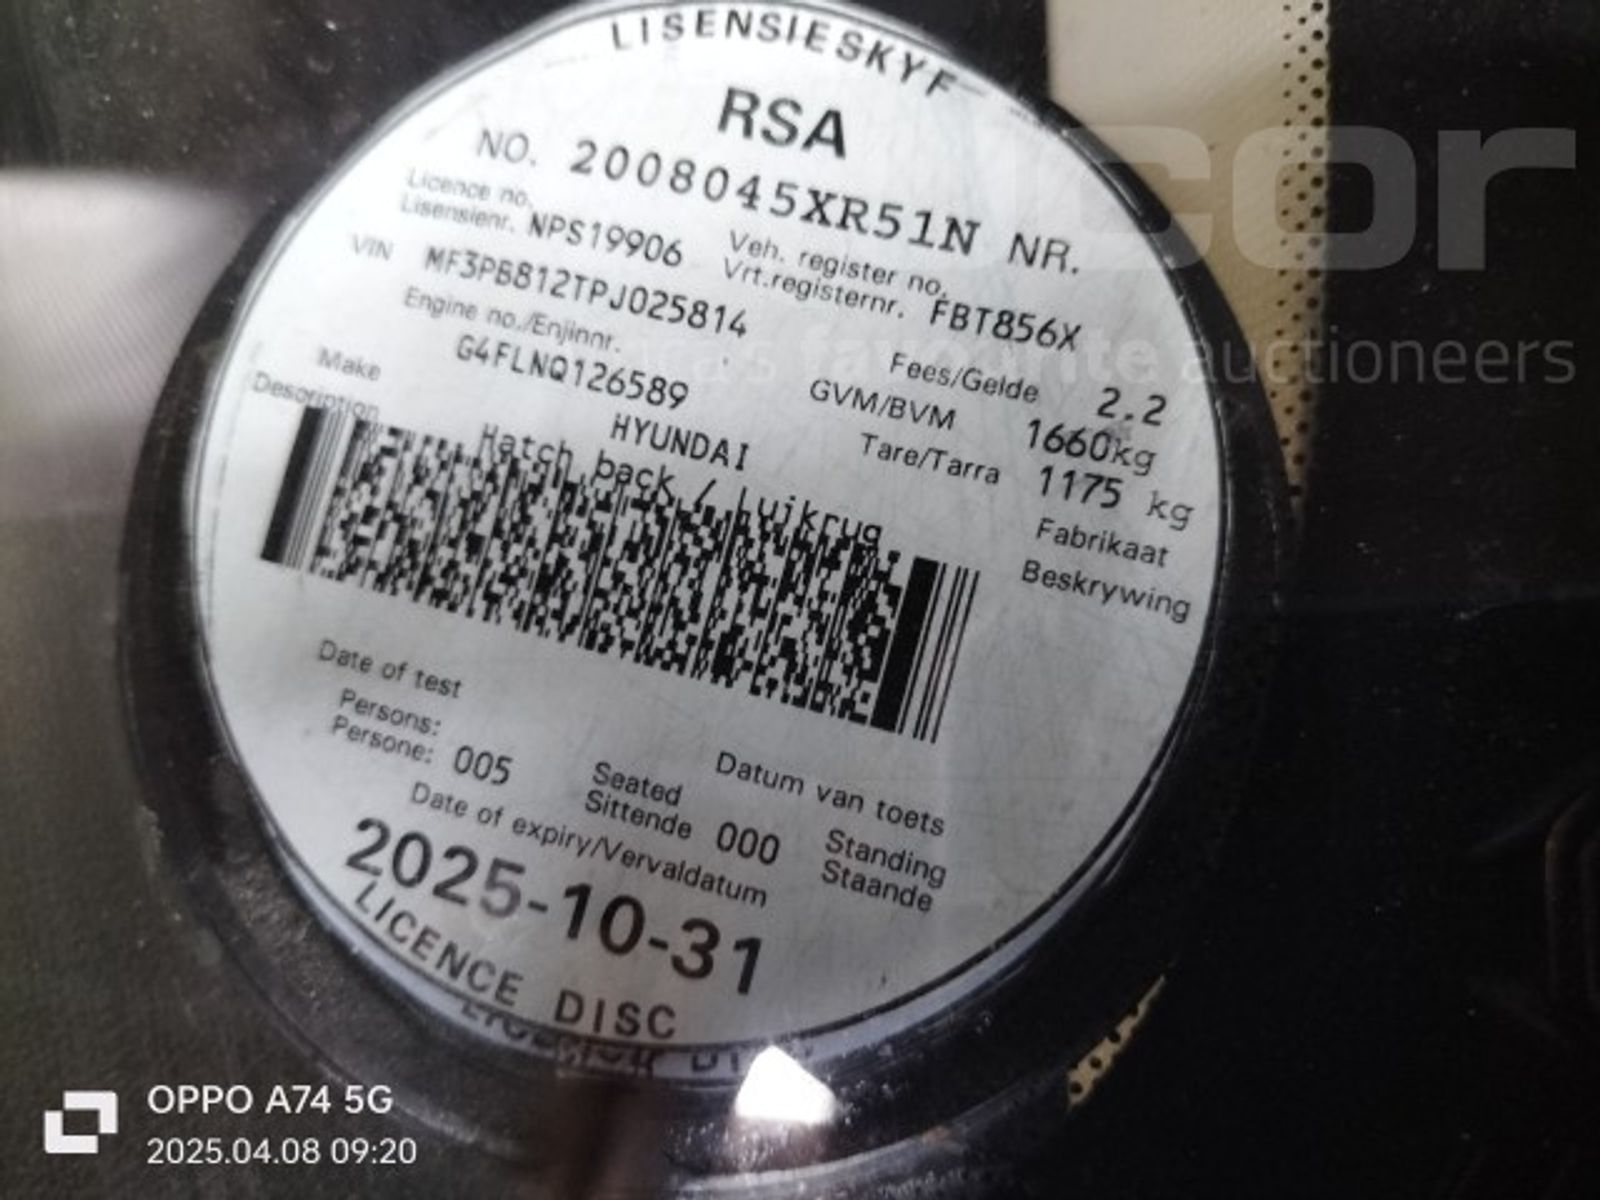 LISENSIESKYF
RSA
NO. 2008045XR51N NR.
Licence no.
Lisensienr. NPS19906
Veh. register no.
Vrt.registernr. FBT856X
VIN MF3PB812TPJ025814
Engine no./Enjinnr.
G4FLNQ126589
Fees/Gelde 2.2
GVM/BVM 1660kg
Tare/Tarra 1175 kg
Make HYUNDAI Fabrikaat
Description Hatch back / Luikrug Beskrywing
Date of test Datum van toets
Persons:
Persone: 005 Seated
Sittende 000 Standing
Staande
Date of expiry/Vervaldatum
2025-10-31
LICENCE DISC
cor
favourite auctioneers
OPPO A74 5G
2025.04.08 09:20